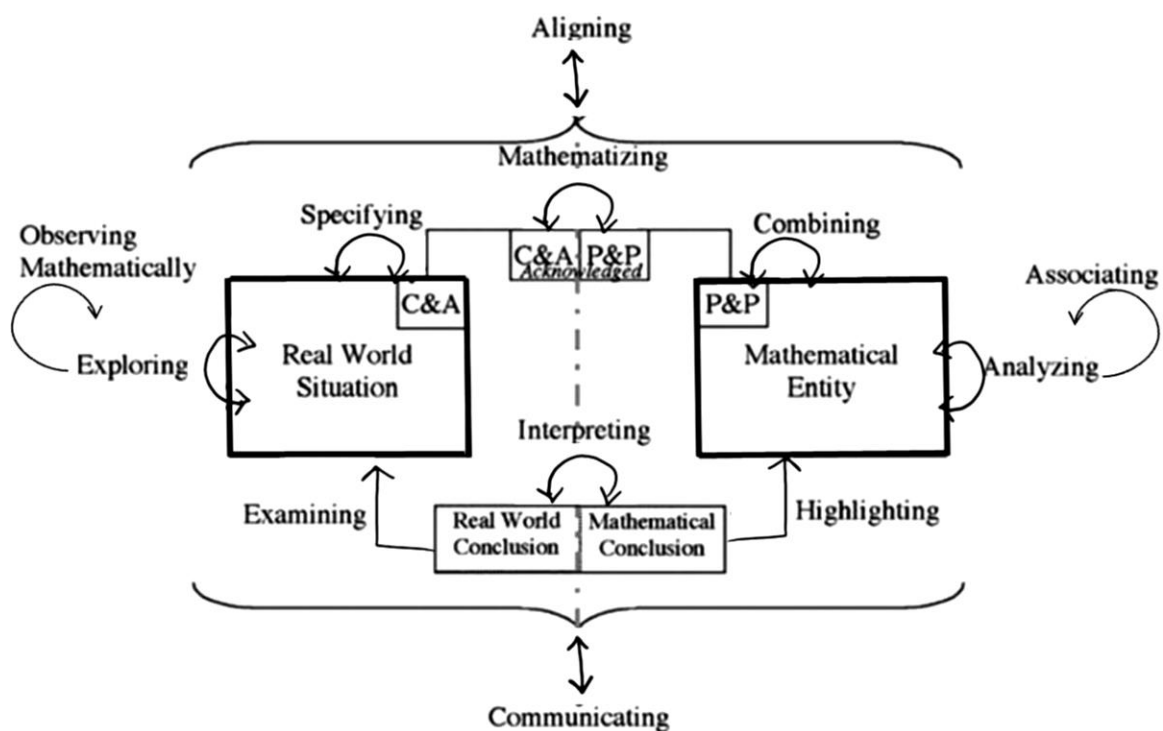 Aligning
Mathematizing
Specifying
Combining
Observing
Mathematically
C&A P&P
Acknowledged
Associating
C&A
P&P
Exploring
Real World
Situation
Mathematical
Entity
Analyzing
Interpreting
Examining
Real World
Conclusion
Mathematical
Conclusion
Highlighting
Communicating